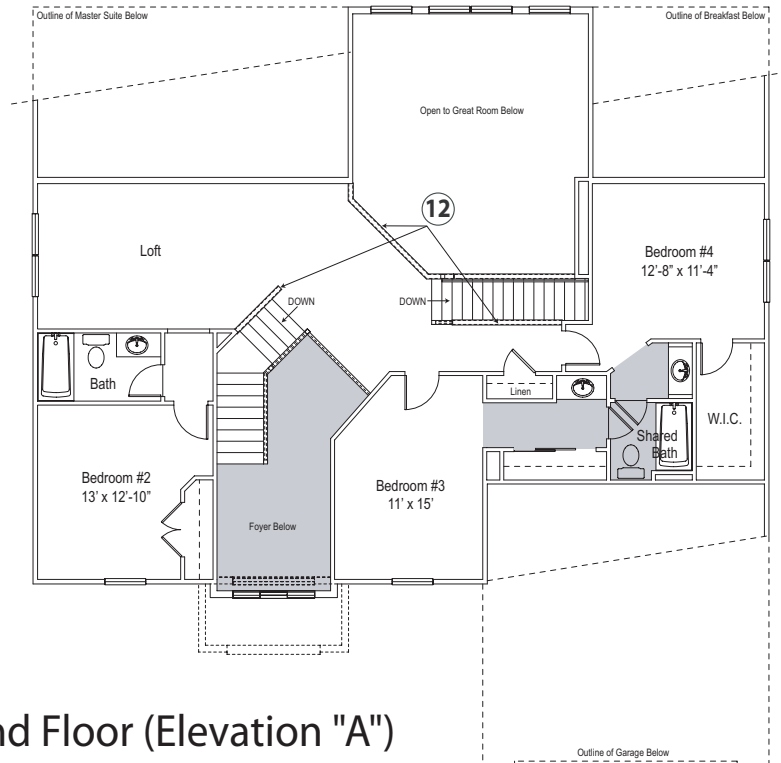 Outline of Master Suite Below
Outline of Breakfast Below
Open to Great Room Below
12
Loft
Bedroom #4
12'-8" x 11'-4"
DOWN
DOWN
Bath
Linen
W.I.C.
Shared
Bath
Bedroom #2
13' x 12'-10"
Bedroom #3
11' x 15'
Foyer Below
nd Floor (Elevation "A")
Outline of Garage Below